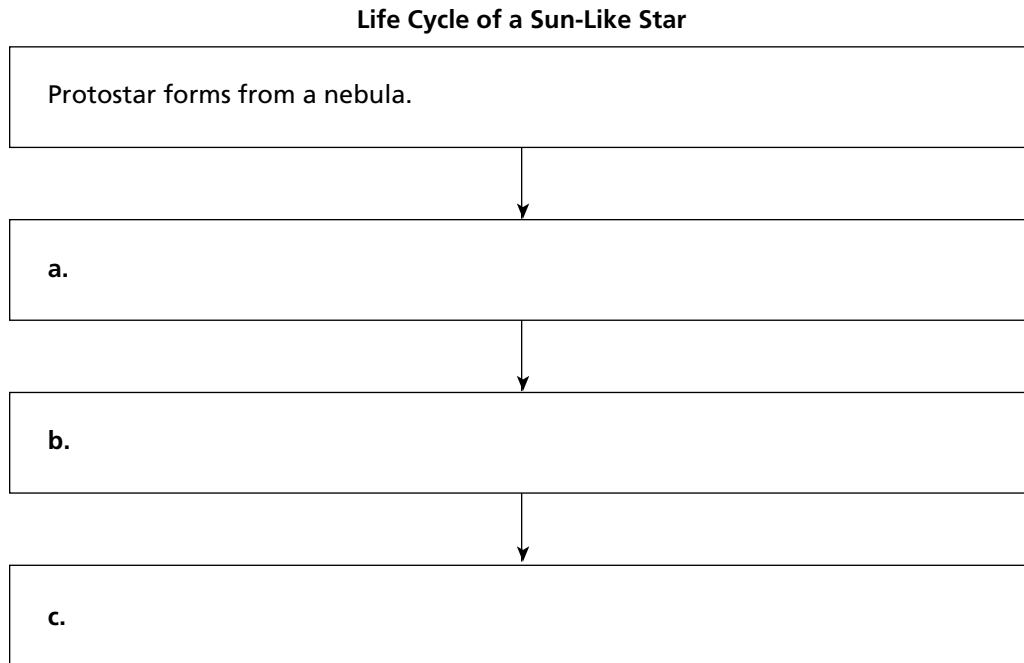 Life Cycle of a Sun-Like Star
Protostar forms from a nebula.
a.
b.
c.